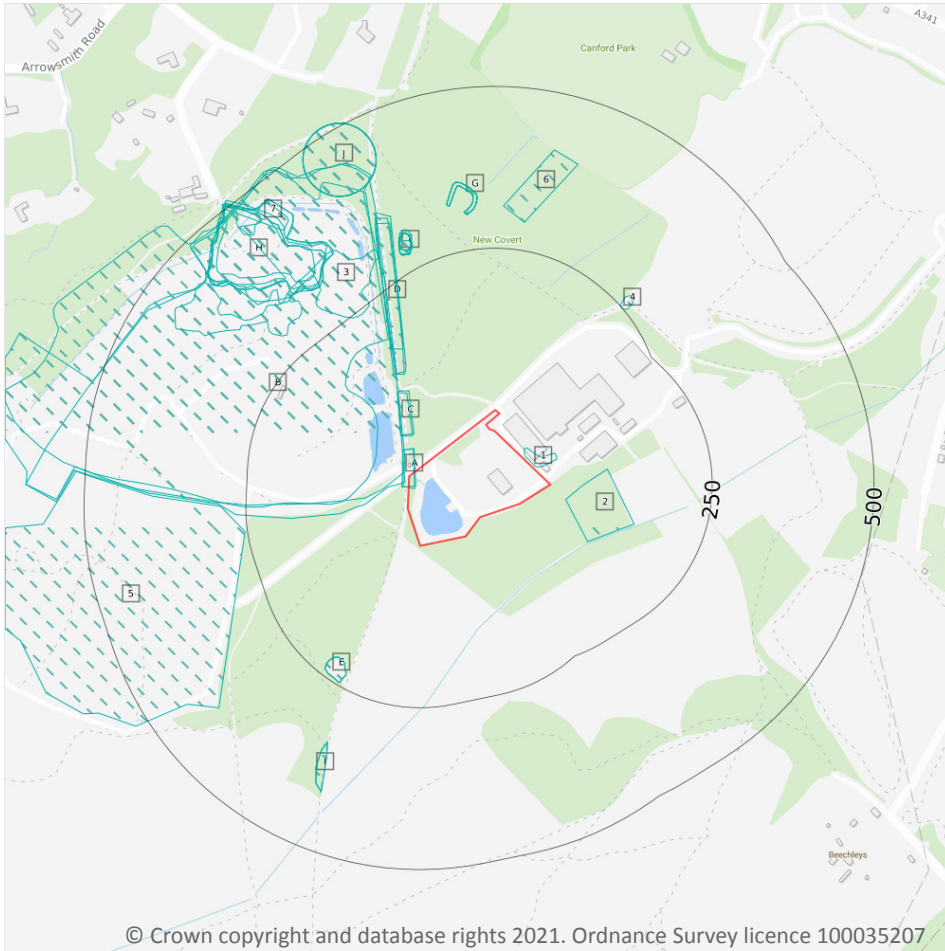 A341
Arrowsmith Road
Canford Park
J
G
6
7
New Covert
H
3
D
4
B
C
A
1
2
250
500
5
E
I
Beechleys
© Crown copyright and database rights 2021. Ordnance Survey licence 100035207